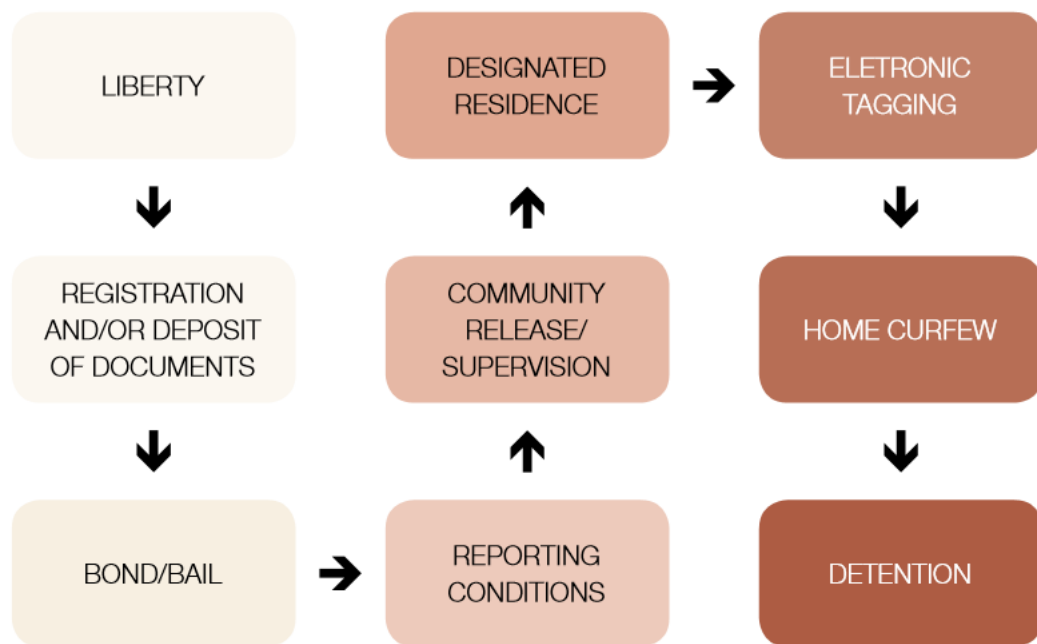 LIBERTY
REGISTRATION
AND/OR DEPOSIT
OF DOCUMENTS
BOND/BAIL
REPORTING
CONDITIONS
COMMUNITY
RELEASE/
SUPERVISION
DESIGNATED
RESIDENCE
ELETRONIC
TAGGING
HOME CURFEW
DETENTION